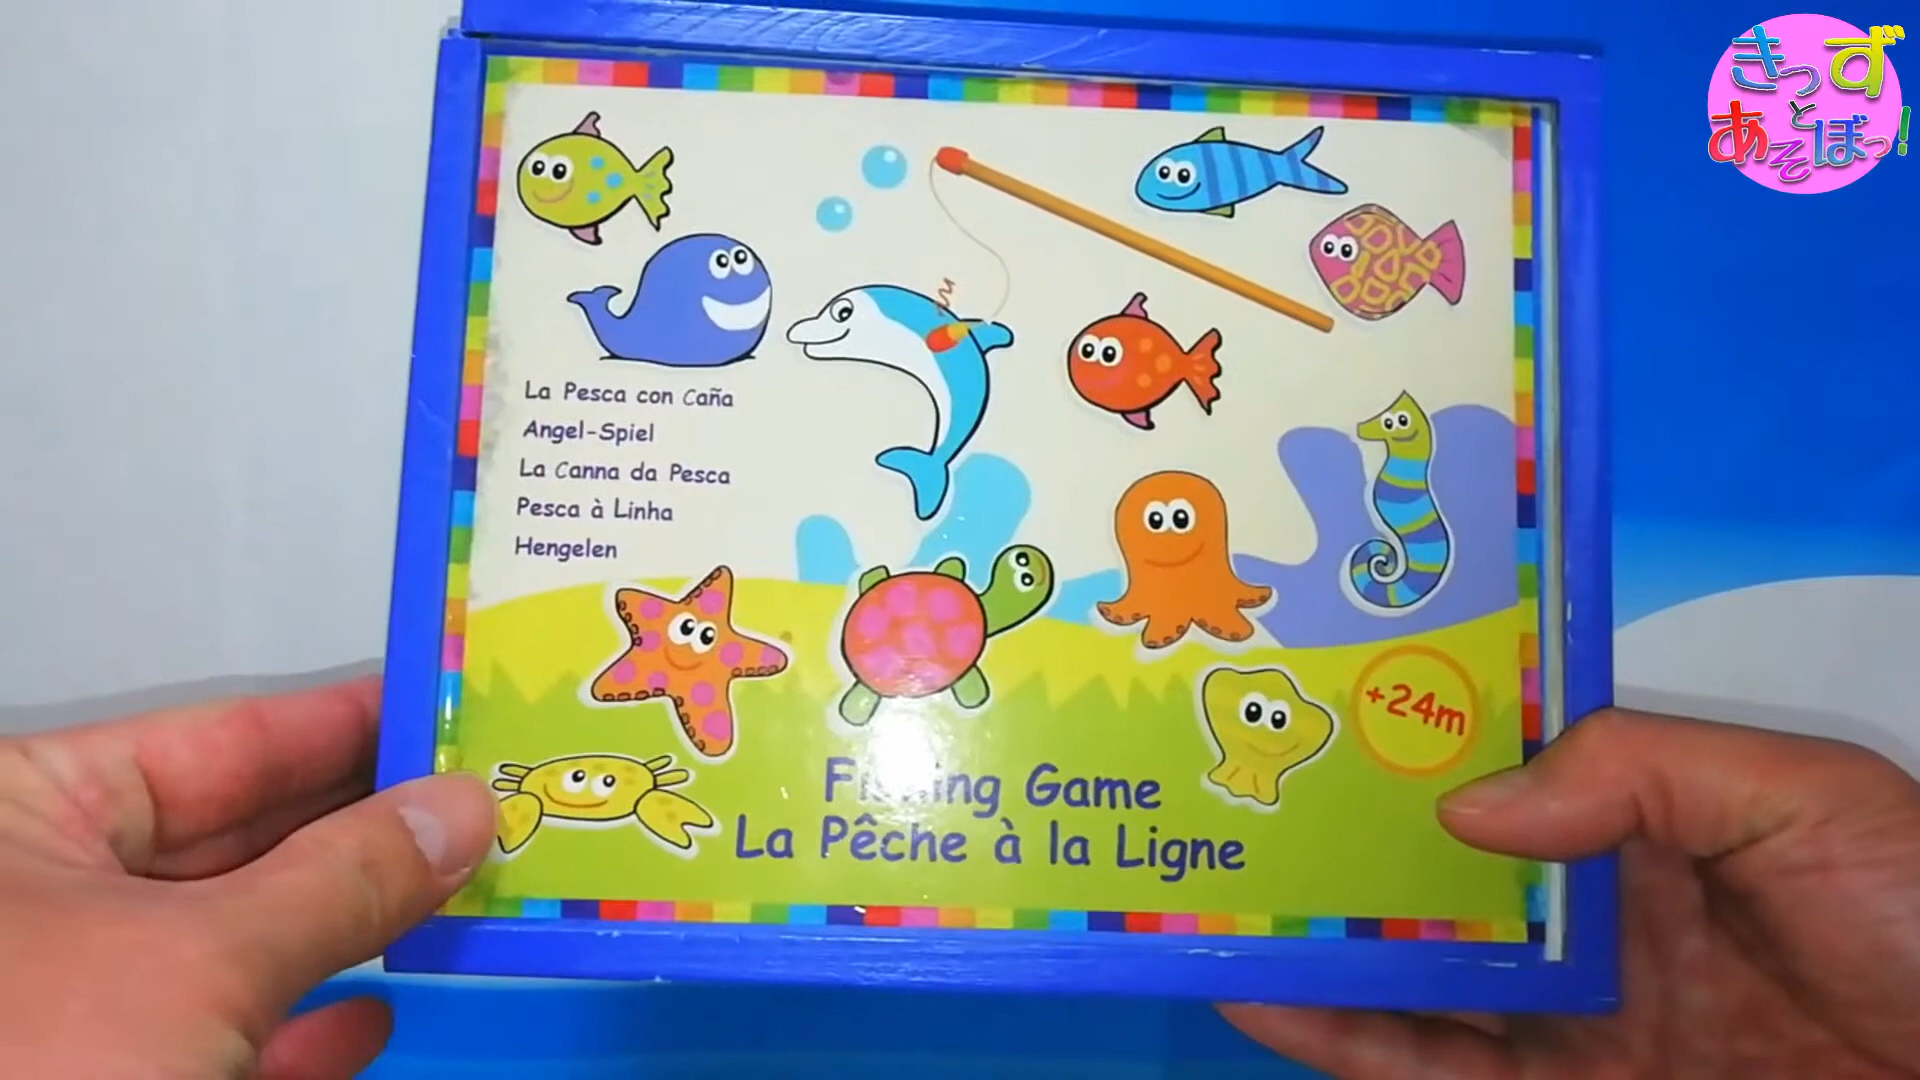 きっず
と
あそぼっ!
La Pesca con Caña
Angel-Spiel
La Canna da Pesca
Pesca à Linha
Hengelen
+24m
Game
La Pêche à la Ligne